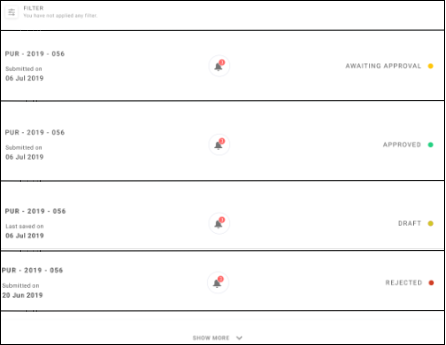 FILTER
You have not applied any filter.
PUR - 2019 - 056
Submitted on
06 Jul 2019
AWAITING APPROVAL
PUR - 2019 - 056
Submitted on
06 Jul 2019
APPROVED
PUR - 2019 - 056
Last saved on
06 Jul 2019
DRAFT
PUR - 2019 - 056
Submitted on
20 Jun 2019
REJECTED
SHOW MORE